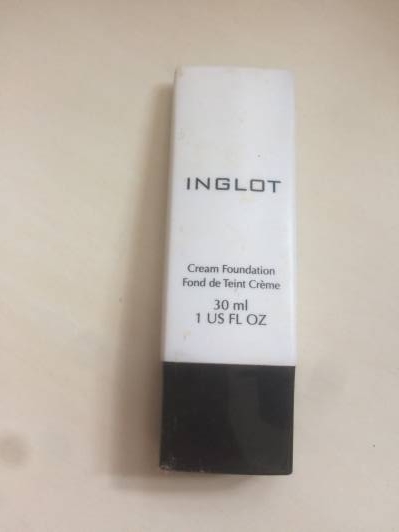 INGLOT
Cream Foundation
Fond de Teint Crème
30 ml
1 US FL OZ